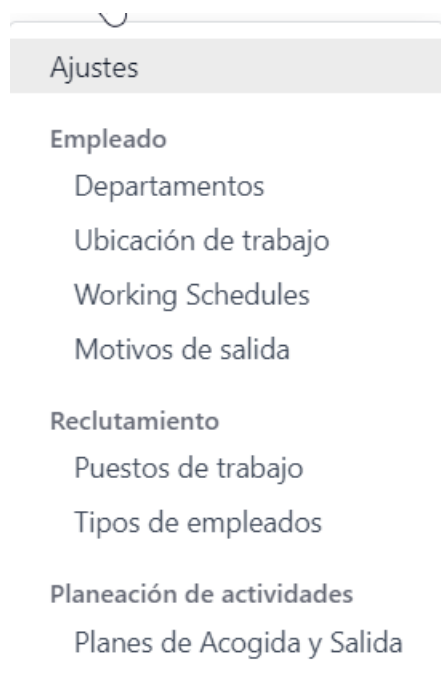 Ajustes
Empleado
Departamentos
Ubicación de trabajo
Working Schedules
Motivos de salida
Reclutamiento
Puestos de trabajo
Tipos de empleados
Planeación de actividades
Planes de Acogida y Salida